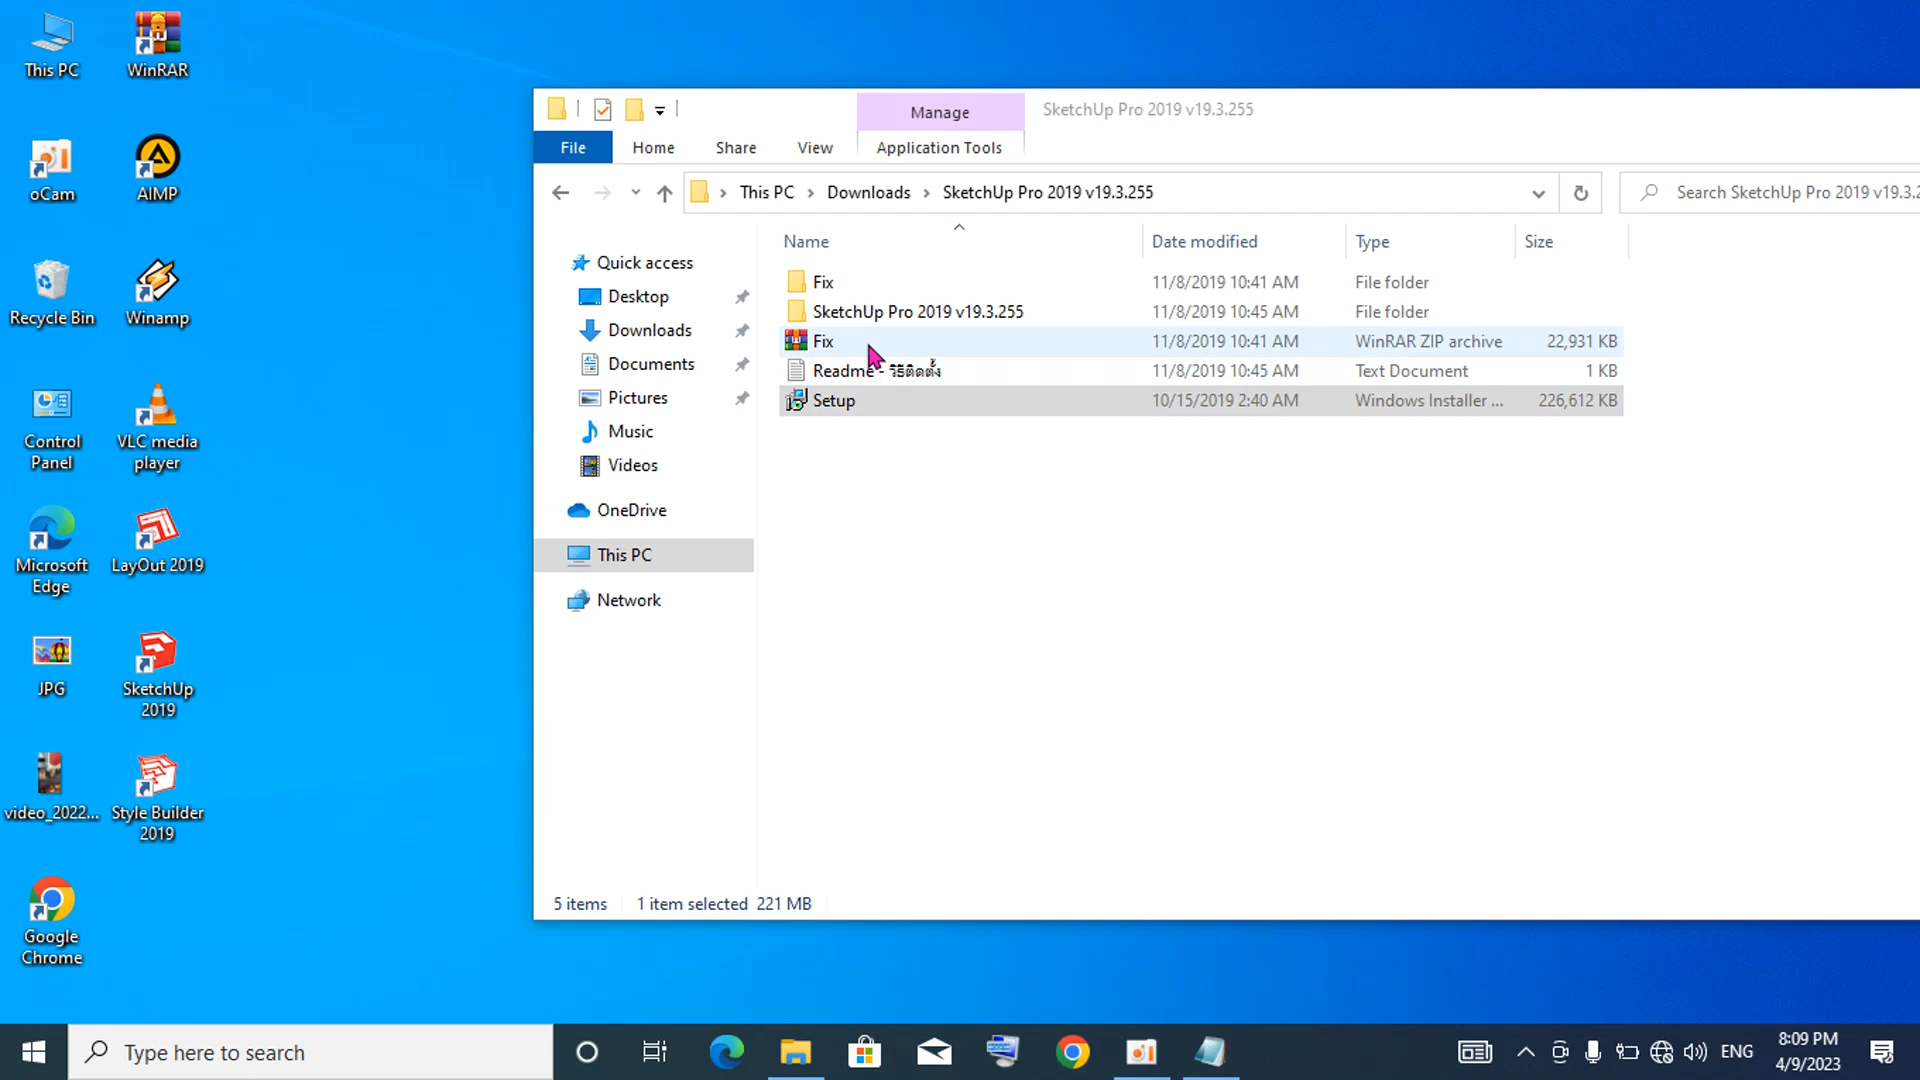 This PC
WinRAR
oCam
AIMP
Recycle Bin
Winamp
Control
Panel
VLC media
player
Microsoft
Edge
LayOut 2019
JPG
SketchUp
2019
video_2022...
Style Builder
2019
Google
Chrome
Manage
SketchUp Pro 2019 v19.3.255
File
Home
Share
View
Application Tools
This PC
Downloads
SketchUp Pro 2019 v19.3.255
Search SketchUp Pro 2019 v19.3.2
Name
Date modified
Type
Size
Quick access
Desktop
Downloads
Documents
Pictures
Music
Videos
OneDrive
This PC
Network
Fix 11/8/2019 10:41 AM File folder
SketchUp Pro 2019 v19.3.255 11/8/2019 10:45 AM File folder
Fix 11/8/2019 10:41 AM WinRAR ZIP archive 22,931 KB
Readme - วิธีติดตั้ง 11/8/2019 10:45 AM Text Document 1 KB
Setup 10/15/2019 2:40 AM Windows Installer ... 226,612 KB
5 items 1 item selected 221 MB
Type here to search
ENG
8:09 PM
4/9/2023